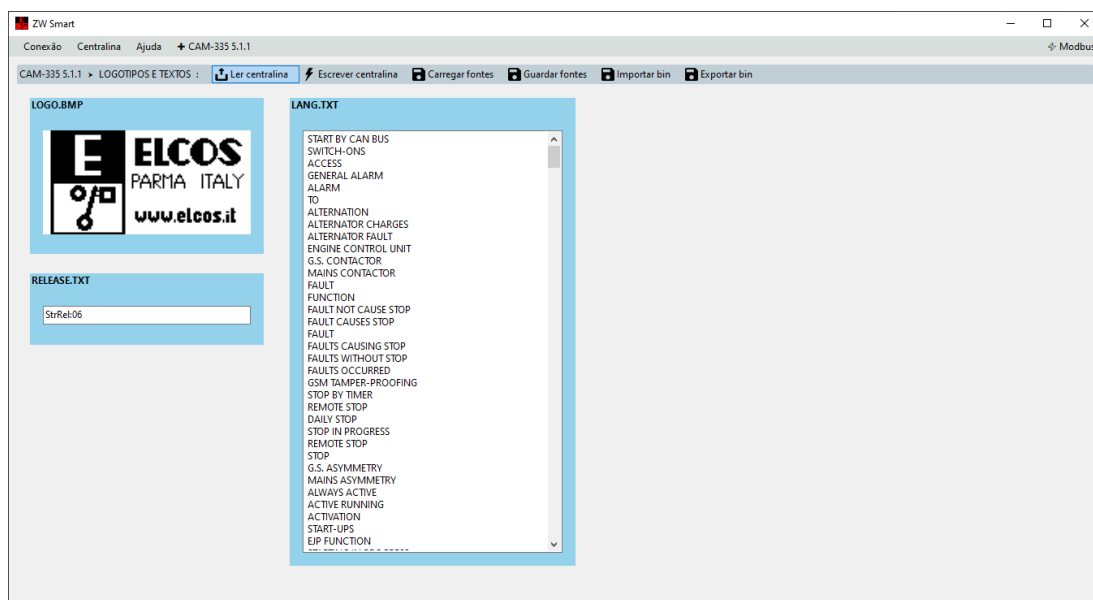 ZW Smart
Conexão Centralina Ajuda + CAM-335 5.1.1 Modbus
CAM-335 5.1.1 > LOGOTIPOS E TEXTOS : Ler centralina Escrever centralina Carregar fontes Guardar fontes Importar bin Exportar bin
LOGO.BMP
E ELCOS
PARMA ITALY
www.elcos.it
RELEASE.TXT
StrRel:06
LANG.TXT
START BY CAN BUS
SWITCH-ONS
ACCESS
GENERAL ALARM
ALARM
TO
ALTERNATION
ALTERNATOR CHARGES
ALTERNATOR FAULT
ENGINE CONTROL UNIT
G.S. CONTACTOR
MAINS CONTACTOR
FAULT
FUNCTION
FAULT NOT CAUSE STOP
FAULT CAUSES STOP
FAULT
FAULTS CAUSING STOP
FAULTS WITHOUT STOP
FAULTS OCCURRED
GSM TAMPER-PROOFING
STOP BY TIMER
REMOTE STOP
DAILY STOP
STOP IN PROGRESS
REMOTE STOP
STOP
G.S. ASYMMETRY
MAINS ASYMMETRY
ALWAYS ACTIVE
ACTIVE RUNNING
ACTIVATION
START-UPS
EJP FUNCTION